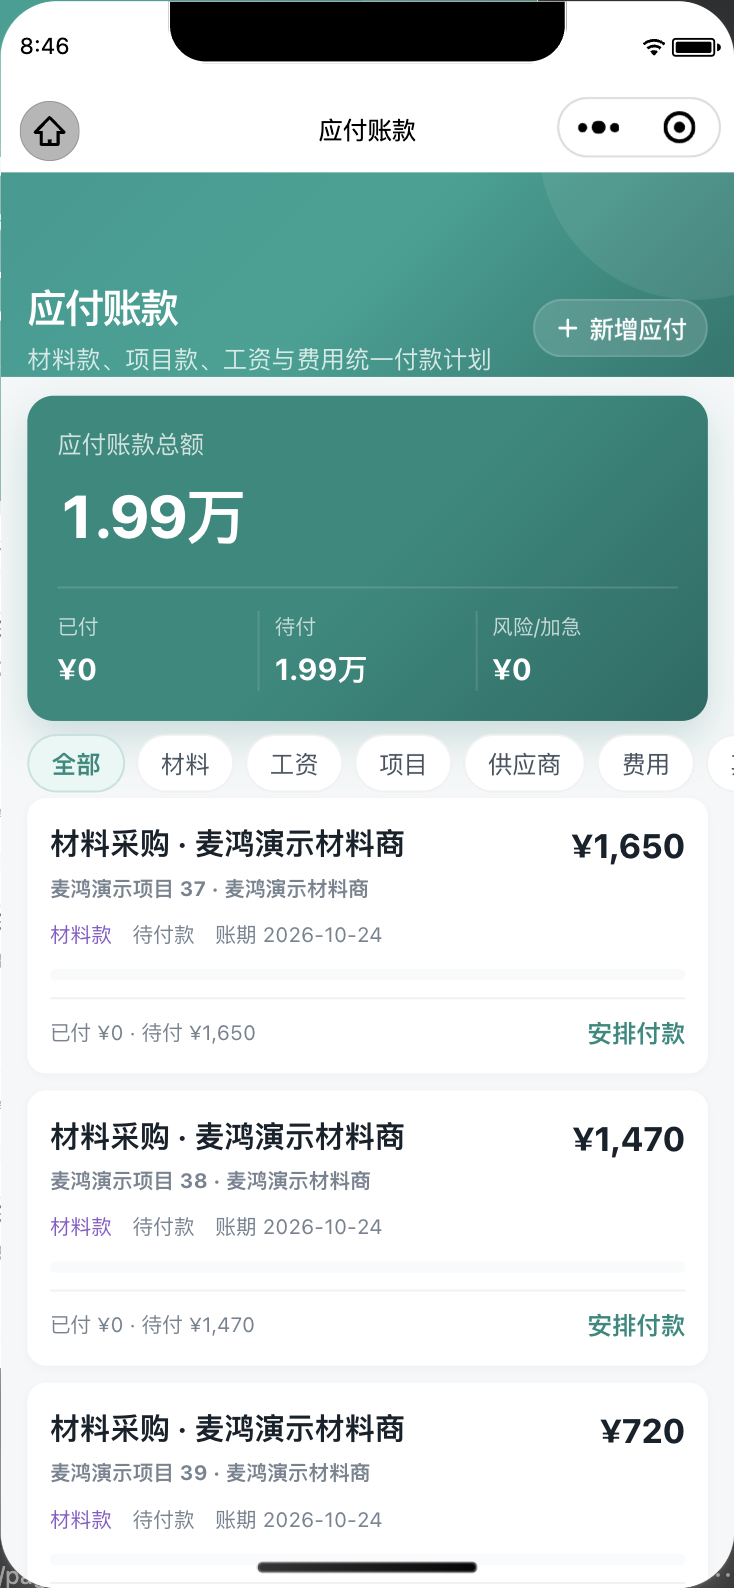 8:46
应付账款
应付账款
+ 新增应付
材料款、项目款、工资与费用统一付款计划
应付账款总额
1.99万
已付 待付 风险/加急
¥0 1.99万 ¥0
全部 材料 工资 项目 供应商 费用
材料采购 · 麦鸿演示材料商 ¥1,650
麦鸿演示项目 37 · 麦鸿演示材料商
材料款 待付款 账期 2026-10-24
已付 ¥0 · 待付 ¥1,650 安排付款
材料采购 · 麦鸿演示材料商 ¥1,470
麦鸿演示项目 38 · 麦鸿演示材料商
材料款 待付款 账期 2026-10-24
已付 ¥0 · 待付 ¥1,470 安排付款
材料采购 · 麦鸿演示材料商 ¥720
麦鸿演示项目 39 · 麦鸿演示材料商
材料款 待付款 账期 2026-10-24